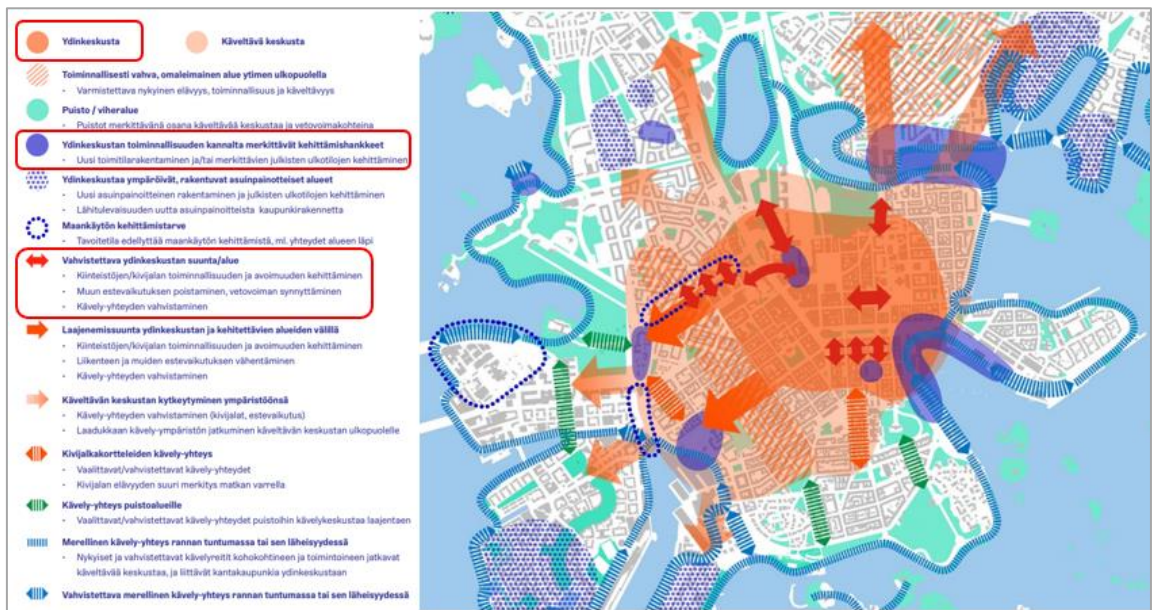 Ydinkeskusta
Käveltävä keskusta
Toiminnallisesti vahva, omaleimainen alue ytimen ulkopuolella
- Varmistettava nykyinen elävyys, toiminnallisuus ja käveltävyys
Puisto / viheralue
- Puistot merkittävänä osana käveltävää keskustaa ja vetovoimakohteina
Ydinkeskustan toiminnallisuuden kannalta merkittävät kehittämishankkeet
- Uusi toimitilarakentaminen ja/tai merkittävien julkisten ulkotilojen kehittäminen
Ydinkeskustaa ympäröivät, rakentuvat asuinpainotteiset alueet
- Uusi asuinpainotteinen rakentaminen ja julkisten ulkotilojen kehittäminen
- Lähitulevaisuuden uutta asuinpainotteista kaupunkirakennetta
Maankäytön kehittämistarve
- Tavoitetila edellyttää maankäytön kehittämistä, ml. yhteydet alueen läpi
Vahvistettava ydinkeskustan suunta/alue
- Kiinteistöjen/kivijalan toiminnallisuuden ja avoimuuden kehittäminen
- Muun estevaikutuksen poistaminen, vetovoiman synnyttäminen
- Kävely-yhteyden vahvistaminen
Laajenemissuunta ydinkeskustan ja kehitettävien alueiden välillä
- Kiinteistöjen/kivijalan toiminnallisuuden ja avoimuuden kehittäminen
- Liikenteen ja muiden estevaikutuksen vähentäminen
- Kävely-yhteyden vahvistaminen
Käveltävän keskustan kytkeytyminen ympäristöönsä
- Kävely-yhteyden vahvistaminen (kivijalat, estevaikutus)
- Laadukkaan kävely-ympäristön jatkuminen käveltävän keskustan ulkopuolelle
Kivijalkakortteleiden kävely-yhteys
- Vaalittavat/vahvistettavat kävely-yhteydet
- Kivijalan elävyyden suuri merkitys matkan varrella
Kävely-yhteys puistoalueille
- Vaalittavat/vahvistettavat kävely-yhteydet puistoihin kävelykeskustaa laajentaen
Merellinen kävely-yhteys rannan tuntumassa tai sen läheisyydessä
- Nykyiset ja vahvistettavat kävelyreitit kohokohtineen ja toimintoineen jatkavat
käveltävää keskustaa, ja liittävät kantakaupunkia ydinkeskustaan
Vahvistettava merellinen kävely-yhteys rannan tuntumassa tai sen läheisyydessä